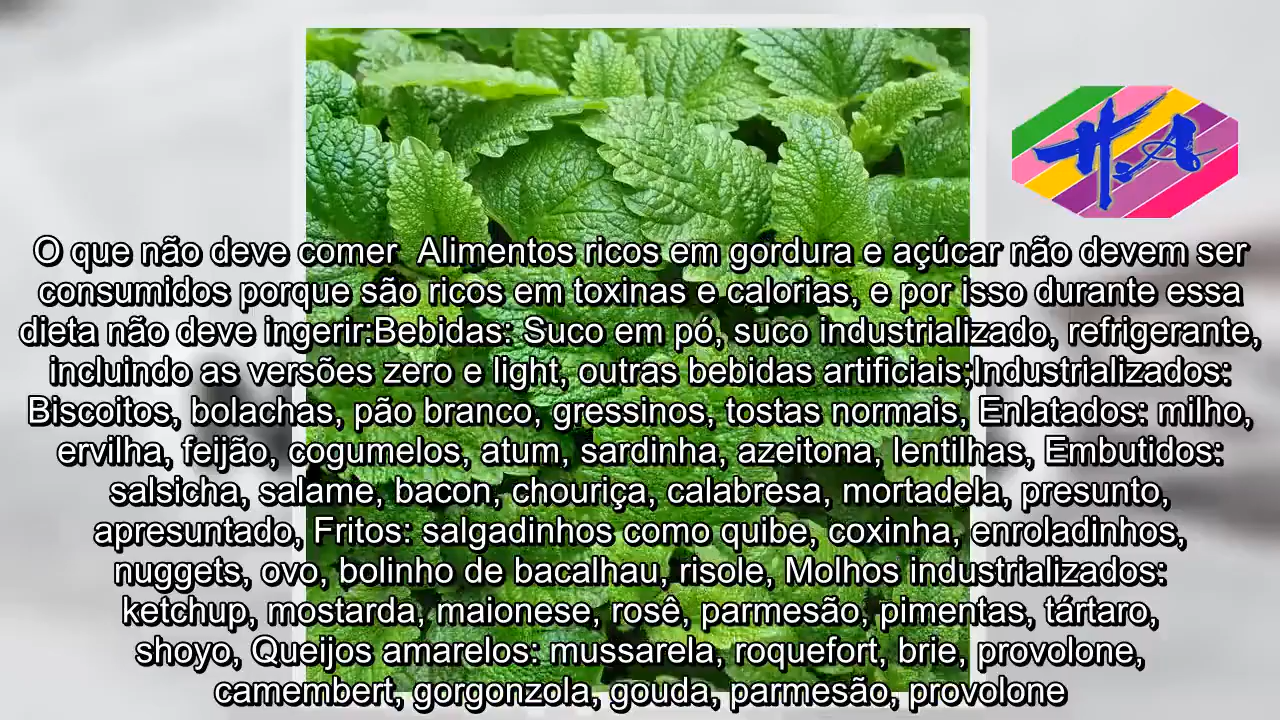 H.A
O que não deve comer  Alimentos ricos em gordura e açúcar não devem ser
consumidos porque são ricos em toxinas e calorias, e por isso durante essa
dieta não deve ingerir:Bebidas: Suco em pó, suco industrializado, refrigerante,
incluindo as versões zero e light, outras bebidas artificiais;Industrializados:
Biscoitos, bolachas, pão branco, gressinos, tostas normais, Enlatados: milho,
ervilha, feijão, cogumelos, atum, sardinha, azeitona, lentilhas, Embutidos:
salsicha, salame, bacon, chouriça, calabresa, mortadela, presunto,
apresuntado, Fritos: salgadinhos como quibe, coxinha, enroladinhos,
nuggets, ovo, bolinho de bacalhau, risole, Molhos industrializados:
ketchup, mostarda, maionese, rosê, parmesão, pimentas, tártaro,
shoyo, Queijos amarelos: mussarela, roquefort, brie, provolone,
camembert, gorgonzola, gouda, parmesão, provolone